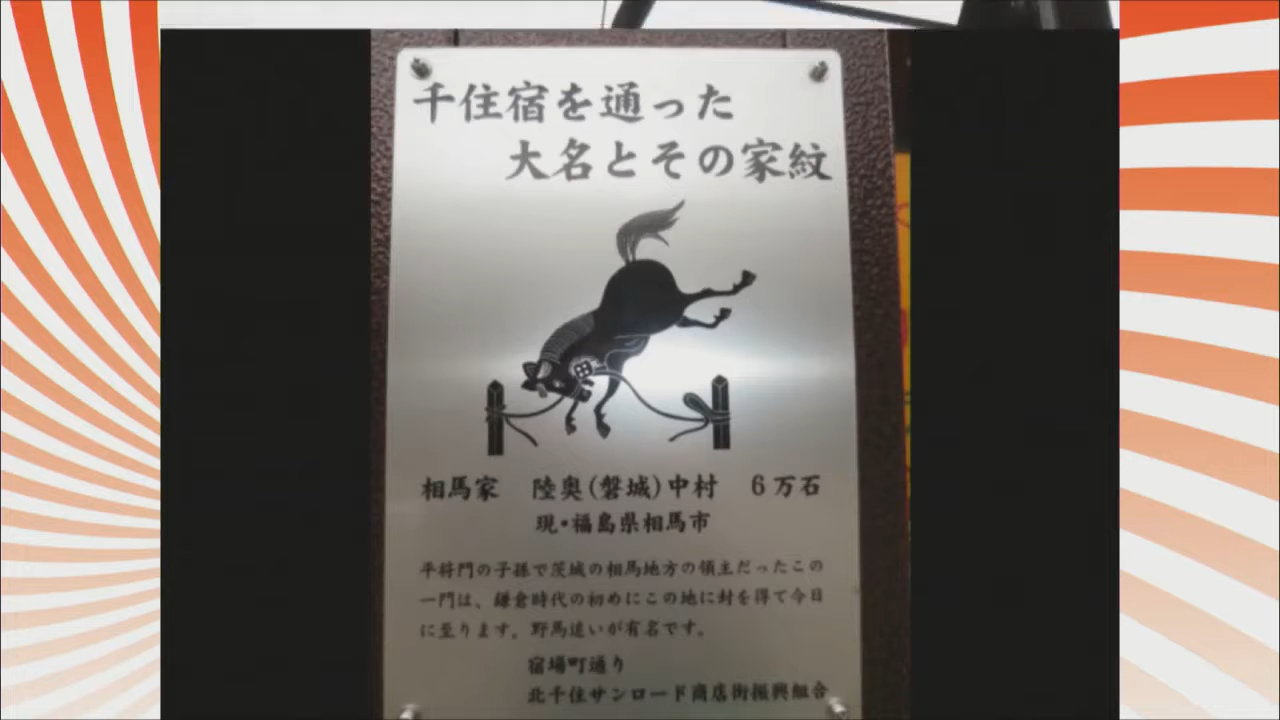 千住宿を通った
大名とその家紋
相馬家 陸奥(磐城)中村 6万石
現・福島県相馬市
平将門の子孫で茨城の相馬地方の領主だったこの
一門は、鎌倉時代の初めにこの地に封を得て今日
に至ります。野馬追いが有名です。
宿場町通り
北千住サンロード商店街振興組合